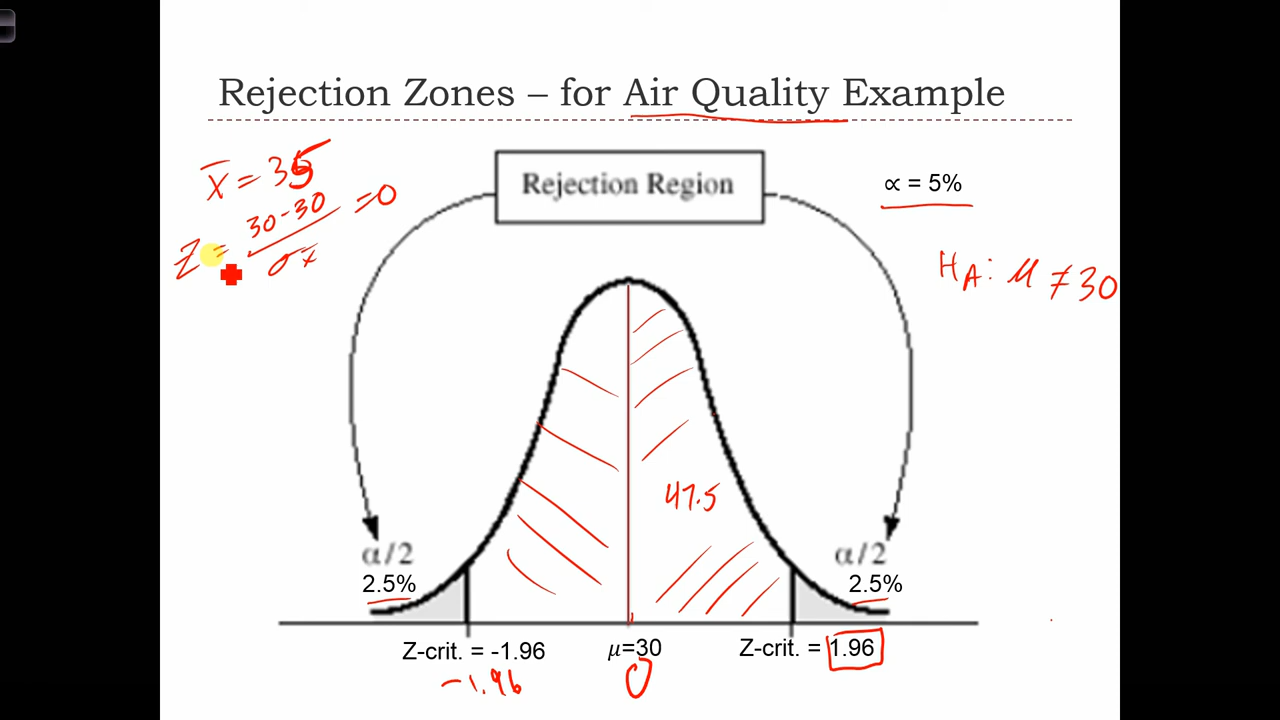 Rejection Zones – for Air Quality Example
x̄ = 35
Rejection Region
∝ = 5%
Z = (30-30)/σx̄ = 0
H_A: μ ≠ 30
47.5
α/2
α/2
2.5%
2.5%
Z-crit. = -1.96
μ=30
Z-crit. = 1.96
-1.96
0